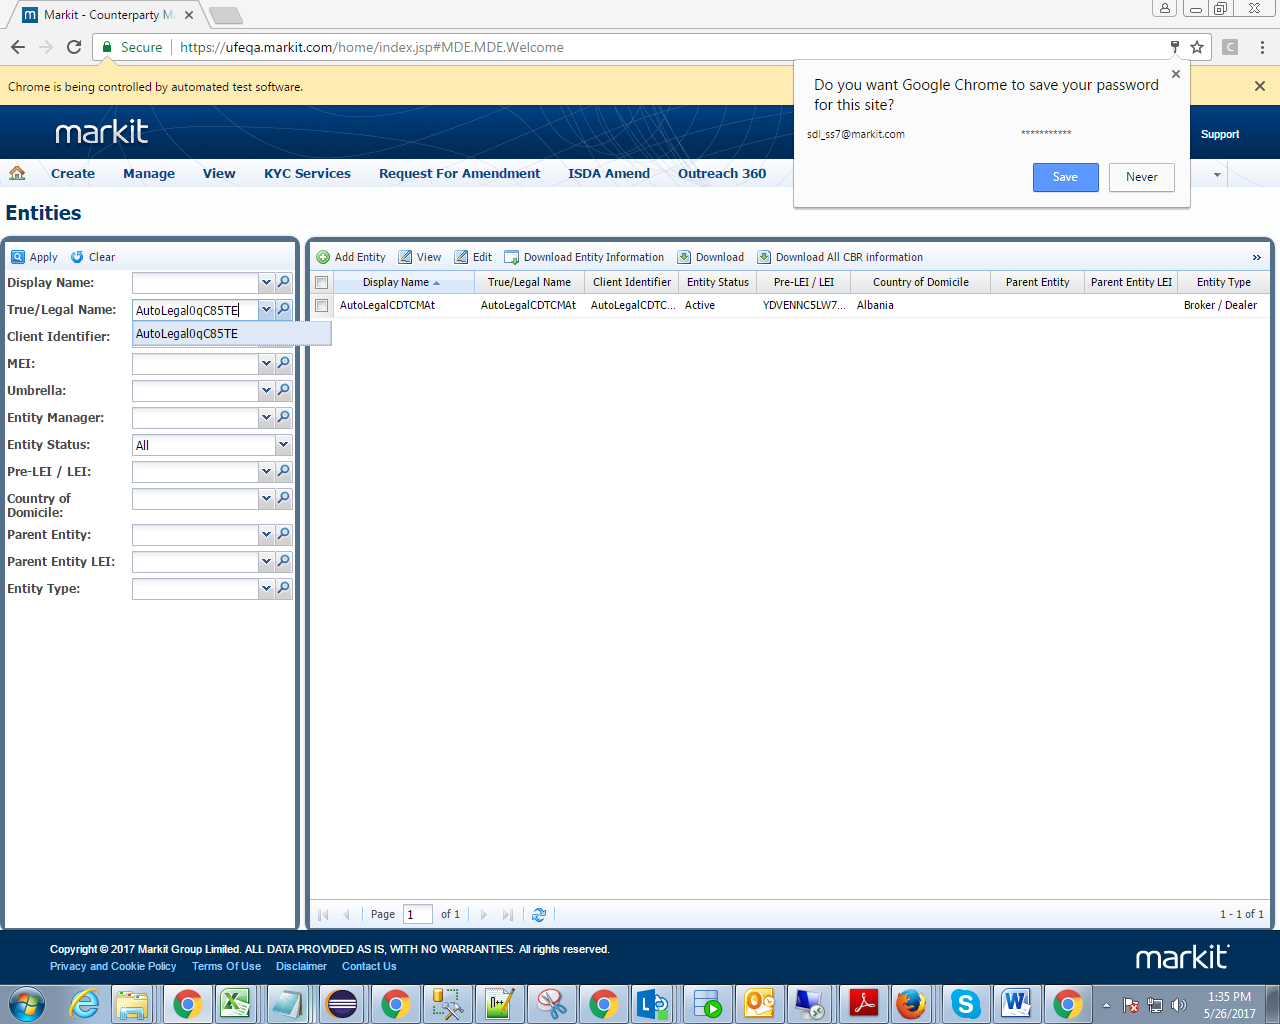 Markit - Counterparty M
Secure https://ufeqa.markit.com/home/index.jsp#MDE.MDE.Welcome
Chrome is being controlled by automated test software.
Do you want Google Chrome to save your password
for this site?
sdl_ss7@markit.com ***********
Save Never
markit
Support
Create Manage View KYC Services Request For Amendment ISDA Amend Outreach 360
Entities
Apply Clear
Display Name:
True/Legal Name: AutoLegal0qC85TE
AutoLegal0qC85TE
Client Identifier:
MEI:
Umbrella:
Entity Manager:
Entity Status: All
Pre-LEI / LEI:
Country of
Domicile:
Parent Entity:
Parent Entity LEI:
Entity Type:
Add Entity View Edit Download Entity Information Download Download All CBR information »
Display Name True/Legal Name Client Identifier Entity Status Pre-LEI / LEI Country of Domicile Parent Entity Parent Entity LEI Entity Type
AutoLegalCDTCMAt AutoLegalCDTCMAt AutoLegalCDTC... Active YDVENNC5LW7... Albania Broker / Dealer
Page 1 of 1
1 - 1 of 1
Copyright © 2017 Markit Group Limited. ALL DATA PROVIDED AS IS, WITH NO WARRANTIES. All rights reserved.
Privacy and Cookie Policy Terms Of Use Disclaimer Contact Us
markit
1:35 PM
5/26/2017